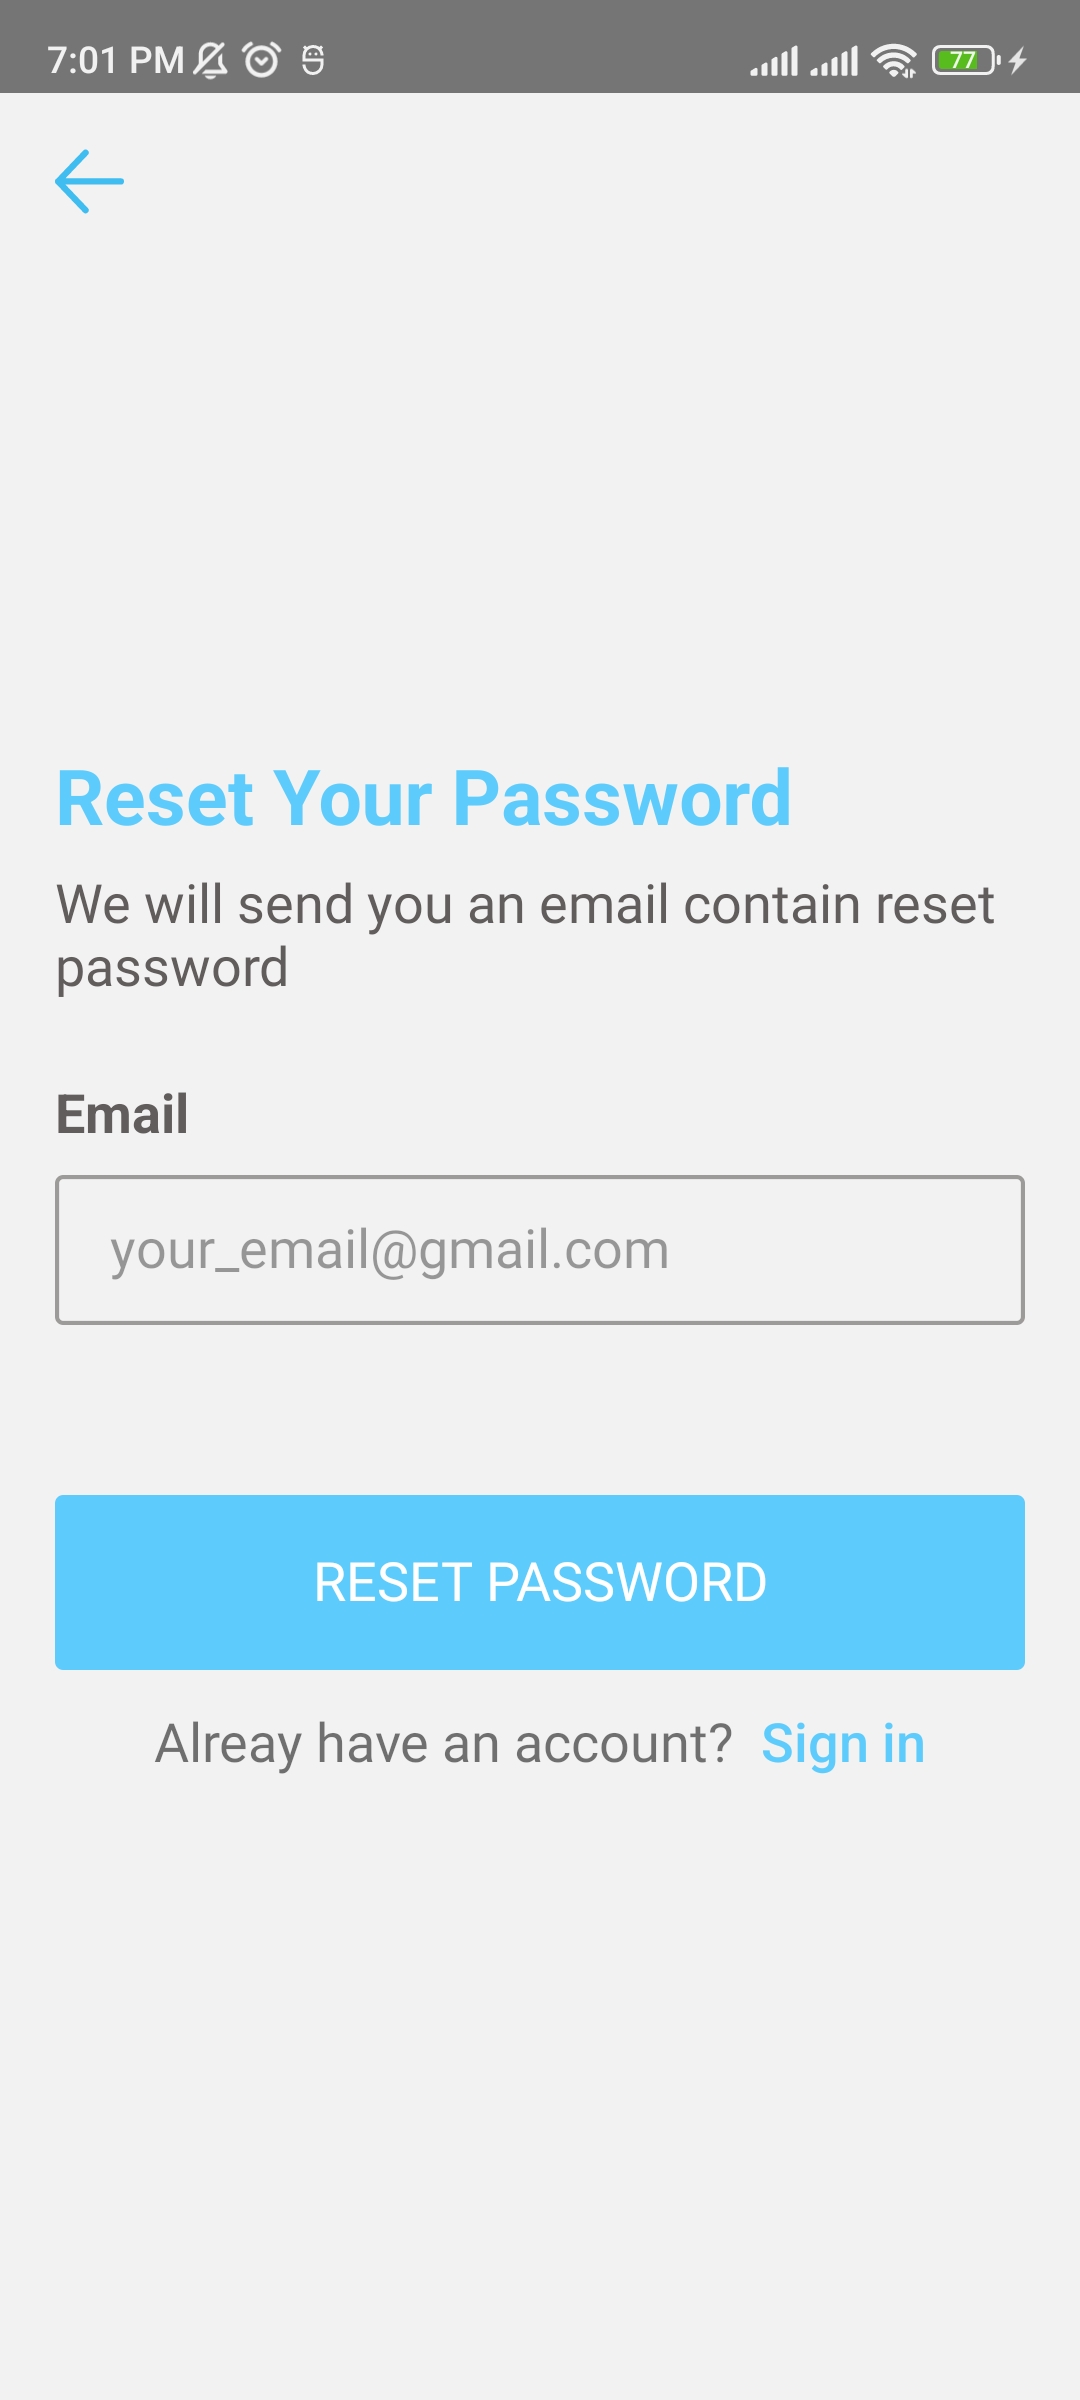 7:01 PM
77
Reset Your Password
We will send you an email contain reset
password
Email
your_email@gmail.com
RESET PASSWORD
Alreay have an account? Sign in